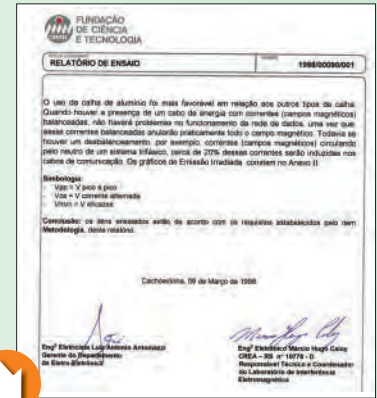 FUNDAÇÃO
DE CIÊNCIA
E TECNOLOGIA
RELATÓRIO DE ENSAIO
1998/00090/001
O uso de calha de alumínio foi mais favorável em relação aos outros tipos de calha.
Quando houver a presença de um cabo de energia com correntes (campos magnéticos)
balanceadas, não haverá problemas no funcionamento da rede de dados, uma vez que
essas correntes balanceadas anularão praticamente todo o campo magnético. Todavia se
houver um desbalanceamento, por exemplo, correntes (campos magnéticos) circulando
pelo neutro de um sistema trifásico, cerca de 20% dessas correntes serão induzidas nos
cabos de comunicação. Os gráficos de Emissão Irradiada constam no Anexo II.
Simbologia:
Vpp = V pico a pico
Vca = V corrente alternada
= V eficazes
Conclusão: os itens ensaiados estão de acordo com os requisitos estabelecidos pelo item
Metodologia, deste relatório.
Cachoeirinha, 09 de Março de 1998
Engº Eletricista Luiz Antonio
Gerente do Departamento
de Eletro-Eletrônica
Engº Eletrônico Márcio Hugo
CREA - RS nº 10778 - D
Responsável Técnico e Coordenador
do Laboratório de Interferência
Eletromagnética